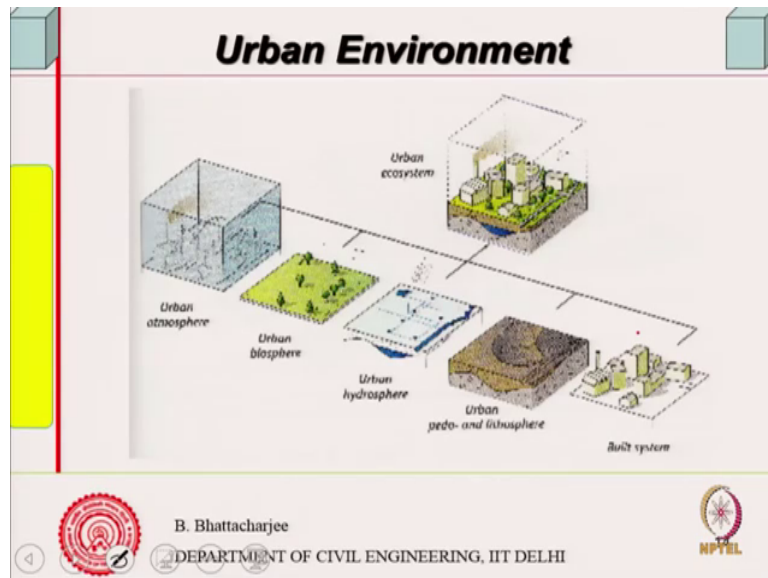 Urban Environment
Urban
ecosystem
Urban
atmosphere
Urban
biosphere
Urban
hydrosphere
Urban
pedo- and lithosphere
Built system
B. Bhattacharjee
DEPARTMENT OF CIVIL ENGINEERING, IIT DELHI
NPTEL